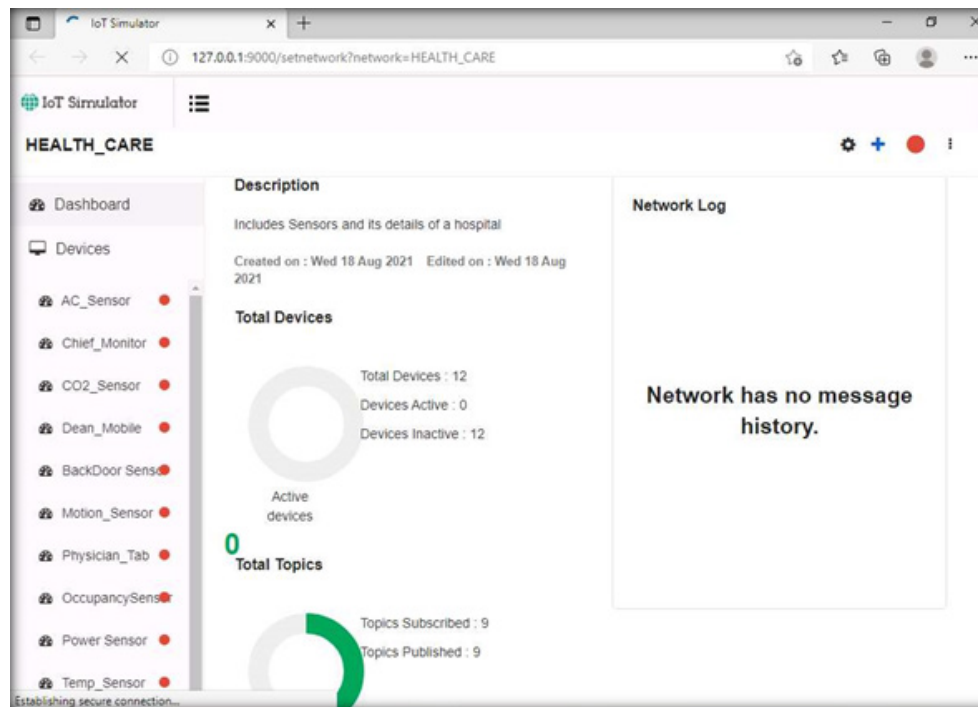 IoT Simulator
127.0.0.1:9000/setnetwork?network=HEALTH_CARE
IoT Simulator
HEALTH_CARE
Dashboard
Devices
AC_Sensor
Chief_Monitor
CO2_Sensor
Dean_Mobile
BackDoor Senso
Motion_Sensor
Physician_Tab
OccupancySensor
Power Sensor
Temp_Sensor
Description
Includes Sensors and its details of a hospital
Created on : Wed 18 Aug 2021 Edited on : Wed 18 Aug
2021
Total Devices
Total Devices : 12
Devices Active : 0
Devices Inactive : 12
Active
devices
0
Total Topics
Topics Subscribed : 9
Topics Published : 9
Network Log
Network has no message
history.
Establishing secure connection...